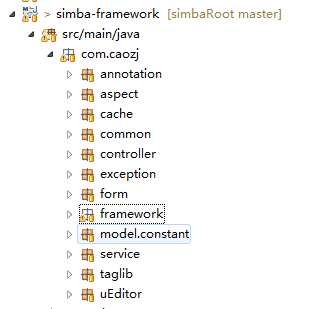 > simba-framework [simbaRoot master]
src/main/java
com.caozj
annotation
aspect
cache
common
controller
exception
form
framework
model.constant
service
taglib
uEditor